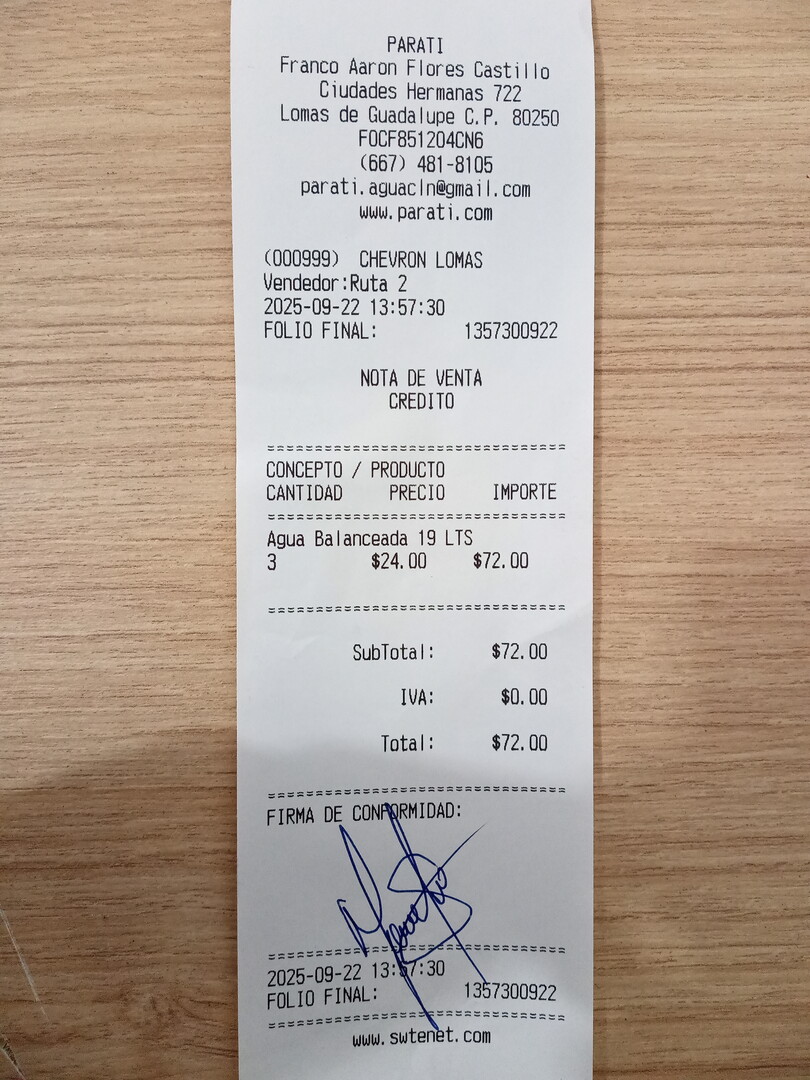 PARATI
Franco Aaron Flores Castillo
Ciudades Hermanas 722
Lomas de Guadalupe C.P. 80250
FOCF851204CN6
(667) 481-8105
parati.aguacln@gmail.com
www.parati.com
(000999) CHEVRON LOMAS
Vendedor:Ruta 2
2025-09-22 13:57:30
FOLIO FINAL: 1357300922
NOTA DE VENTA
CREDITO
===============================
CONCEPTO / PRODUCTO
CANTIDAD PRECIO IMPORTE
===============================
Agua Balanceada 19 LTS
3 $24.00 $72.00
===============================
SubTotal: $72.00
IVA: $0.00
Total: $72.00
===============================
FIRMA DE CONFORMIDAD:
===============================
2025-09-22 13:57:30
FOLIO FINAL: 1357300922
===============================
www.swtenet.com